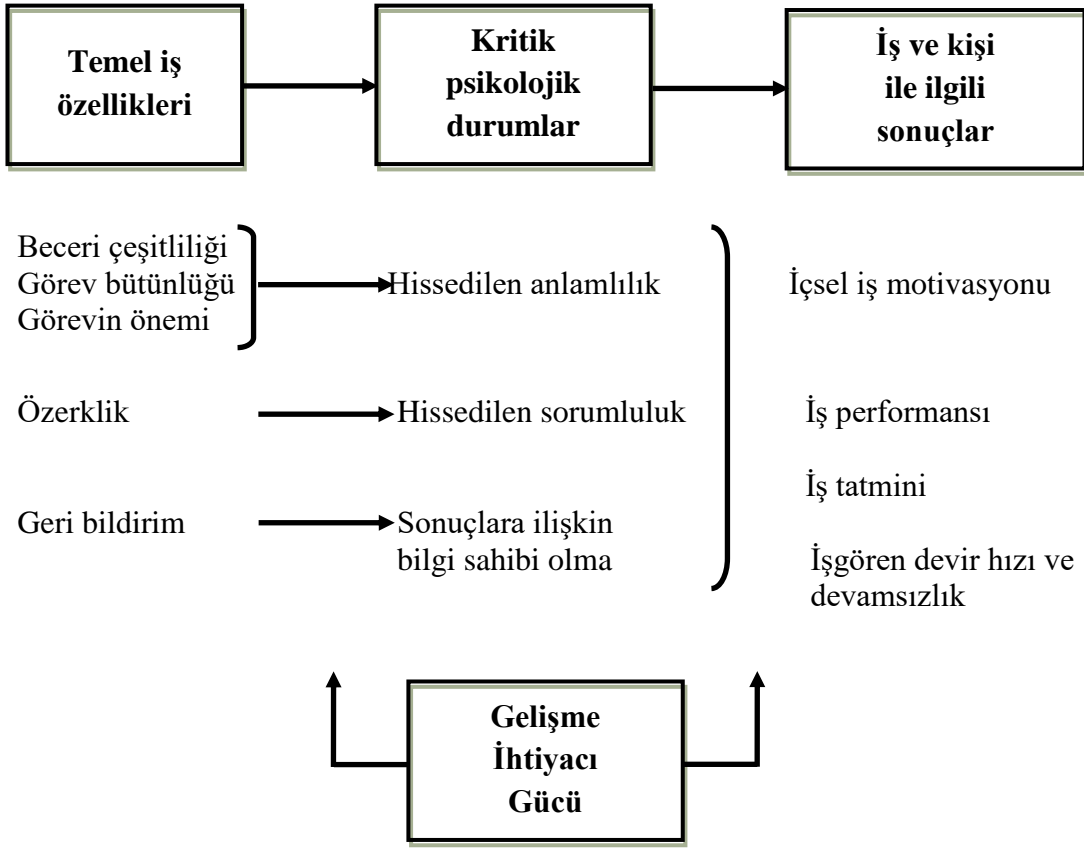 Temel iş
özellikleri
Kritik
psikolojik
durumlar
İş ve kişi
ile ilgili
sonuçlar
Beceri çeşitliliği
Görev bütünlüğü
Görevin önemi
Hissedilen anlamlılık
İçsel iş motivasyonu
Özerklik
Hissedilen sorumluluk
İş performansı
İş tatmini
Geri bildirim
Sonuçlara ilişkin
bilgi sahibi olma
İşgören devir hızı ve
devamsızlık
Gelişme
İhtiyacı
Gücü